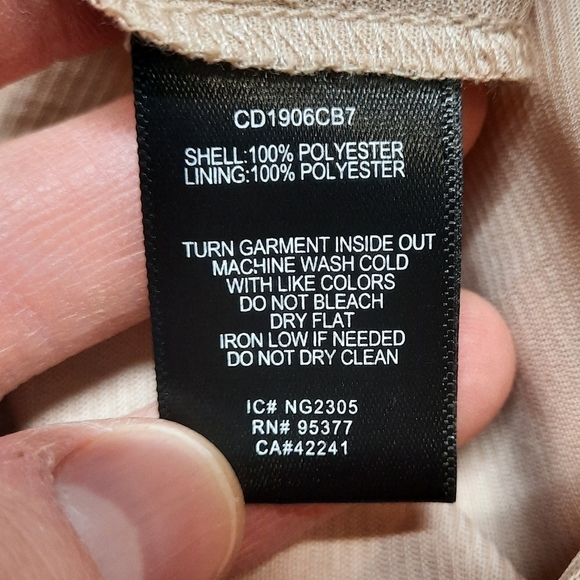 CD1906CB7
SHELL:100% POLYESTER
LINING:100% POLYESTER
TURN GARMENT INSIDE OUT
MACHINE WASH COLD
WITH LIKE COLORS
DO NOT BLEACH
DRY FLAT
IRON LOW IF NEEDED
DO NOT DRY CLEAN
IC# NG2305
RN# 95377
CA#42241